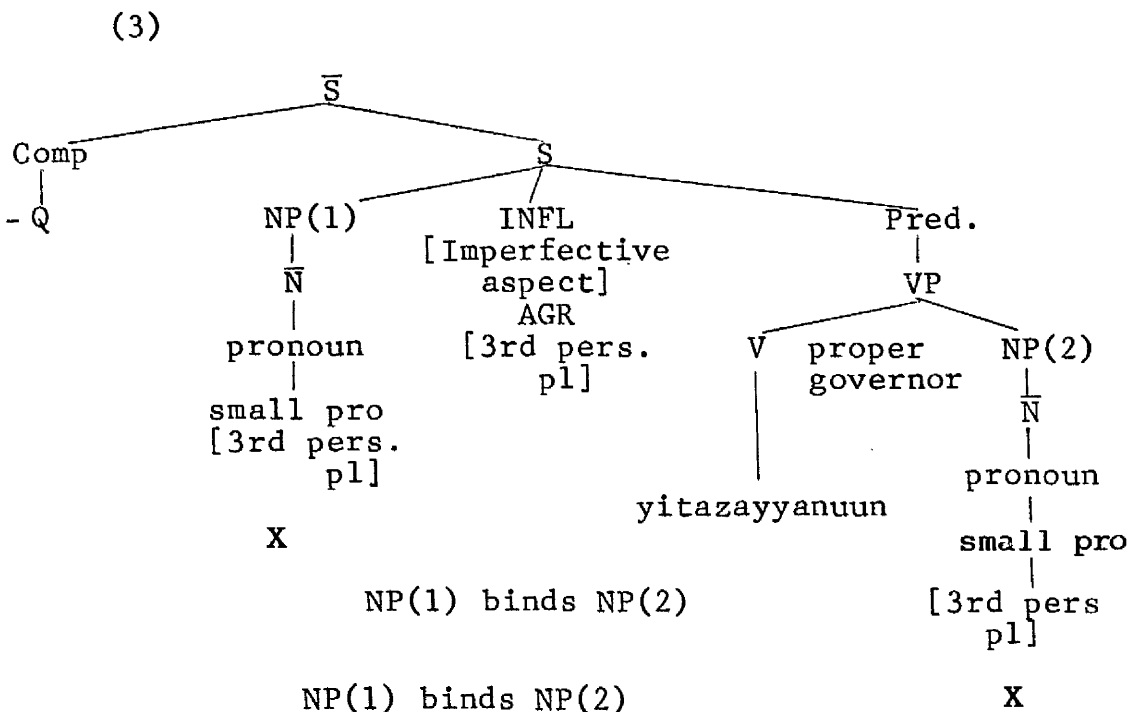 (3)
S̅
Comp
S
- Q
NP(1)
INFL
Pred.
[Imperfective
N̅
aspect]
VP
AGR
pronoun
[3rd pers.
V
proper
NP(2)
pl]
governor
small pro
N̅
[3rd pers.
pl]
pronoun
yitazayyanuun
X
small pro
NP(1) binds NP(2)
[3rd pers
pl]
NP(1) binds NP(2)
X